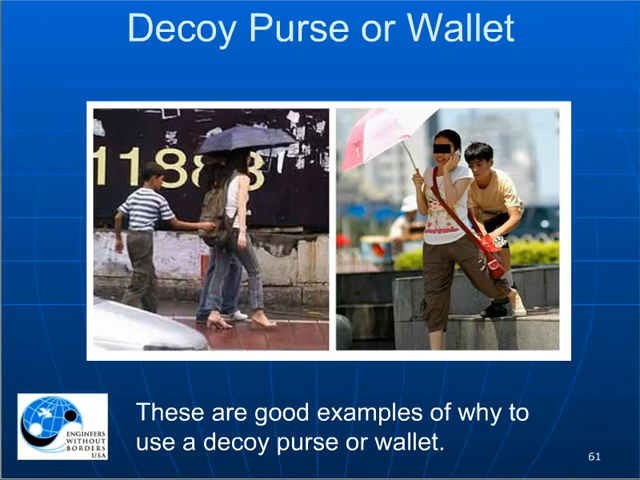 Decoy Purse or Wallet
11888
These are good examples of why to
use a decoy purse or wallet.
ENGINEERS
WITHOUT
BORDERS
USA
61